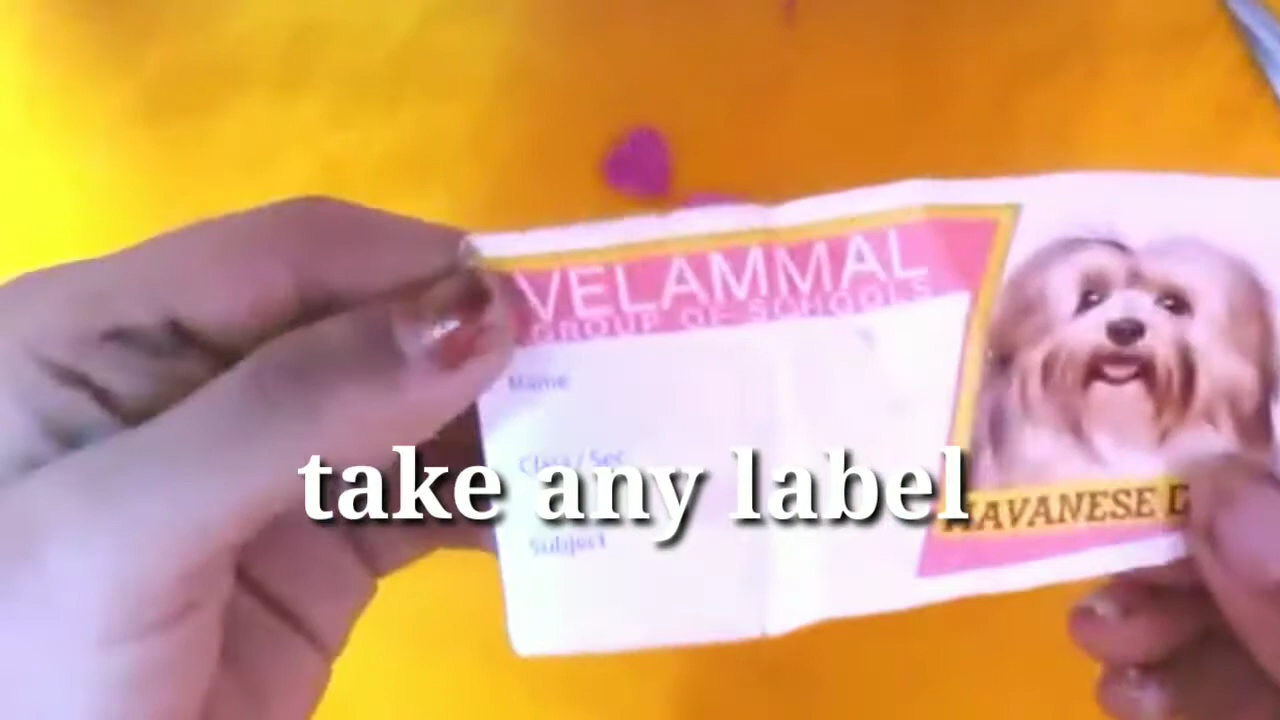 VELAMMAL
GROUP OF SCHOOLS
Name
Class / Sec
Subject
take any label
HAVANESE D